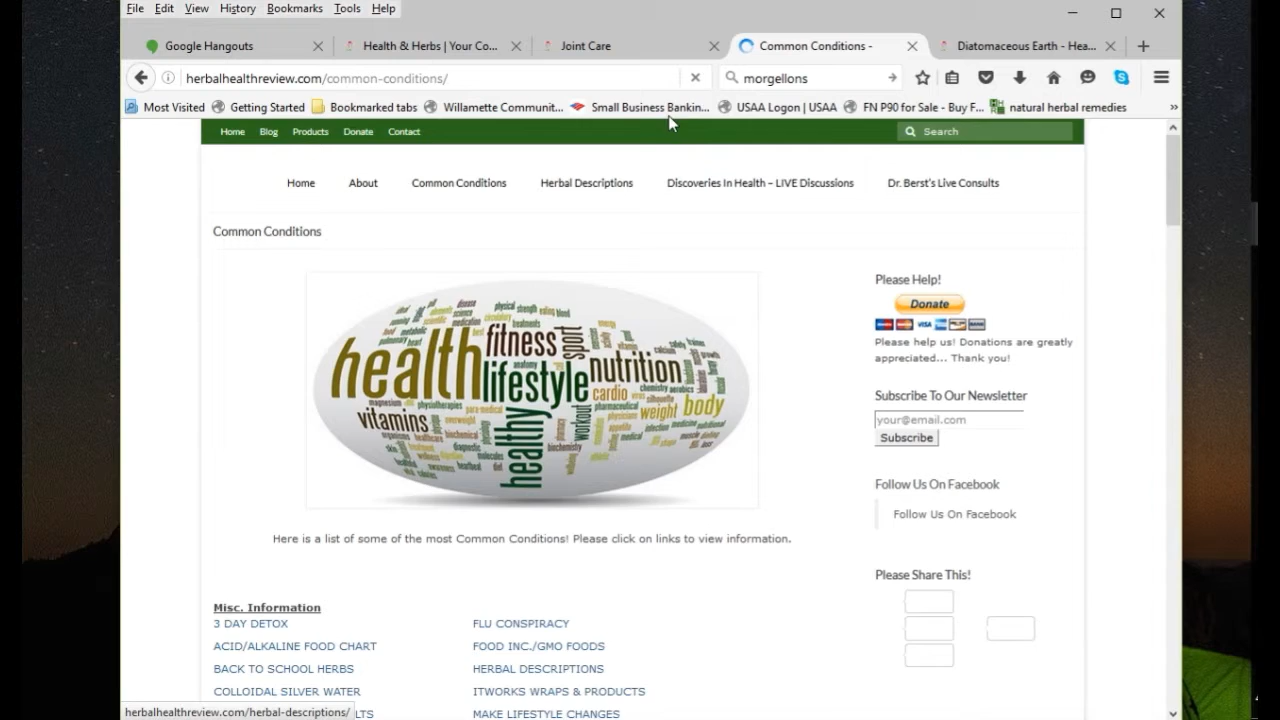 File Edit View History Bookmarks Tools Help
Google Hangouts
Health & Herbs | Your Co...
Joint Care
Common Conditions -
Diatomaceous Earth - Hea...
herbalhealthreview.com/common-conditions/
morgellons
Most Visited Getting Started Bookmarked tabs Willamette Communit... Small Business Bankin... USAA Logon | USAA FN P90 for Sale - Buy F... natural herbal remedies »
Home Blog Products Donate Contact
Search
Home About Common Conditions Herbal Descriptions Discoveries In Health – LIVE Discussions Dr. Berst's Live Consults
Common Conditions
health
fitness
sport
lifestyle
nutrition
cardio
vitamins
weight
body
healthy
workout
Please Help!
Donate
VISA
Please help us! Donations are greatly
appreciated... Thank you!
Subscribe To Our Newsletter
your@email.com
Subscribe
Follow Us On Facebook
Follow Us On Facebook
Here is a list of some of the most Common Conditions! Please click on links to view information.
Please Share This!
Misc. Information
3 DAY DETOX
FLU CONSPIRACY
ACID/ALKALINE FOOD CHART
FOOD INC./GMO FOODS
BACK TO SCHOOL HERBS
HERBAL DESCRIPTIONS
COLLOIDAL SILVER WATER
ITWORKS WRAPS & PRODUCTS
MAKE LIFESTYLE CHANGES
herbalhealthreview.com/herbal-descriptions/